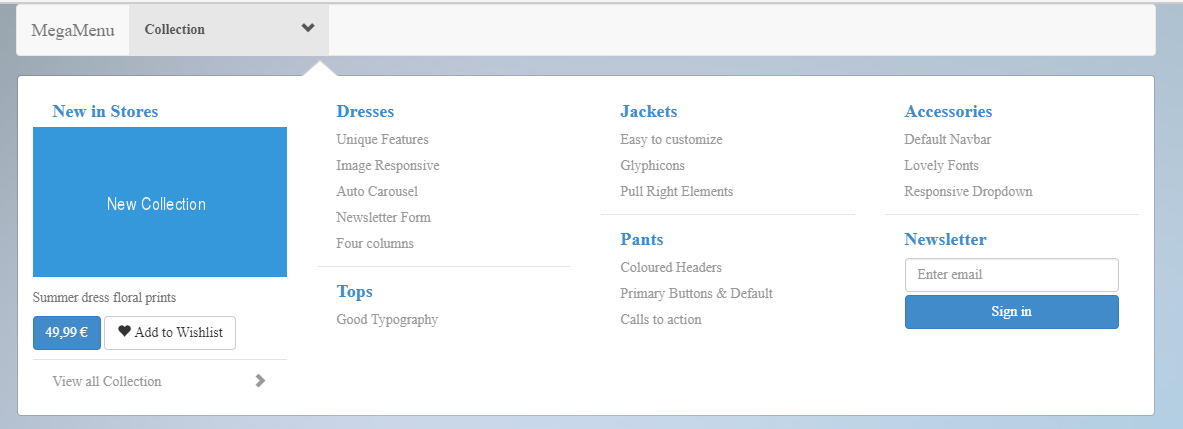 MegaMenu
Collection
New in Stores
New Collection
Summer dress floral prints
49,99 €
Add to Wishlist
View all Collection
Dresses
Unique Features
Image Responsive
Auto Carousel
Newsletter Form
Four columns
Tops
Good Typography
Jackets
Easy to customize
Glyphicons
Pull Right Elements
Pants
Coloured Headers
Primary Buttons & Default
Calls to action
Accessories
Default Navbar
Lovely Fonts
Responsive Dropdown
Newsletter
Enter email
Sign in